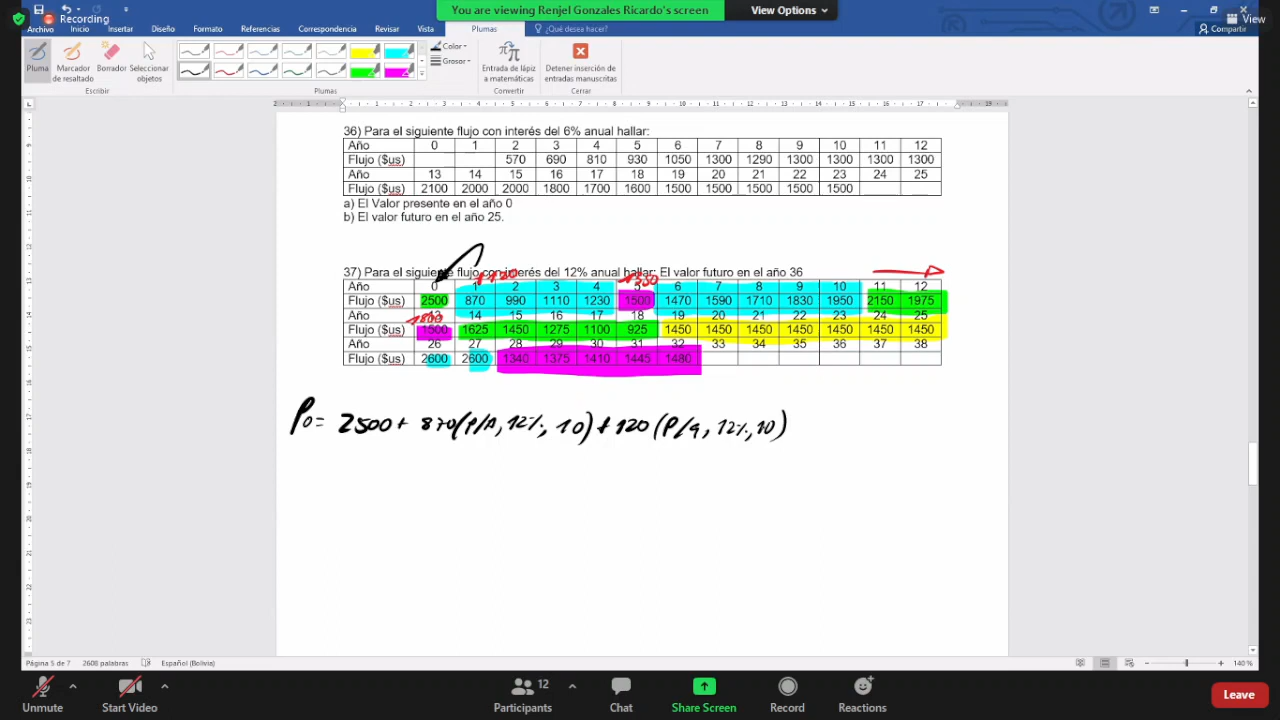 You are viewing Renjel Gonzales Ricardo's screen
View Options
Recording
View
Archivo Inicio Insertar Diseño Formato Referencias Correspondencia Revisar Vista Plumas ¿Qué desea hacer?
Compartir
Pluma
Marcador de resaltado
Borrador
Seleccionar objetos
Color
Grosor
Entrada de lápiz a matemáticas
Detener inserción de entradas manuscritas
Escribir Plumas Convertir Cerrar
36) Para el siguiente flujo con interés del 6% anual hallar:
Año 0 1 2 3 4 5 6 7 8 9 10 11 12
Flujo ($us) 570 690 810 930 1050 1300 1290 1300 1300 1300 1300
Año 13 14 15 16 17 18 19 20 21 22 23 24 25
Flujo ($us) 2100 2000 2000 1800 1700 1600 1500 1500 1500 1500 1500
a) El Valor presente en el año 0
b) El valor futuro en el año 25.
37) Para el siguiente flujo con interés del 12% anual hallar: El valor futuro en el año 36
+120 1350
Año 0 1 2 3 4 5 6 7 8 9 10 11 12
Flujo ($us) 2500 870 990 1110 1230 1500 1470 1590 1710 1830 1950 2150 1975
1800
Año 13 14 15 16 17 18 19 20 21 22 23 24 25
Flujo ($us) 1500 1625 1450 1275 1100 925 1450 1450 1450 1450 1450 1450 1450
Año 26 27 28 29 30 31 32 33 34 35 36 37 38
Flujo ($us) 2600 2600 1340 1375 1410 1445 1480
P0= 2500+ 870(P/A, 12%, 10)+120 (P/g, 12%, 10)
Página 5 de 7 2608 palabras Español (Bolivia)
140 %
Unmute
Start Video
12
Participants
Chat
Share Screen
Record
Reactions
Leave